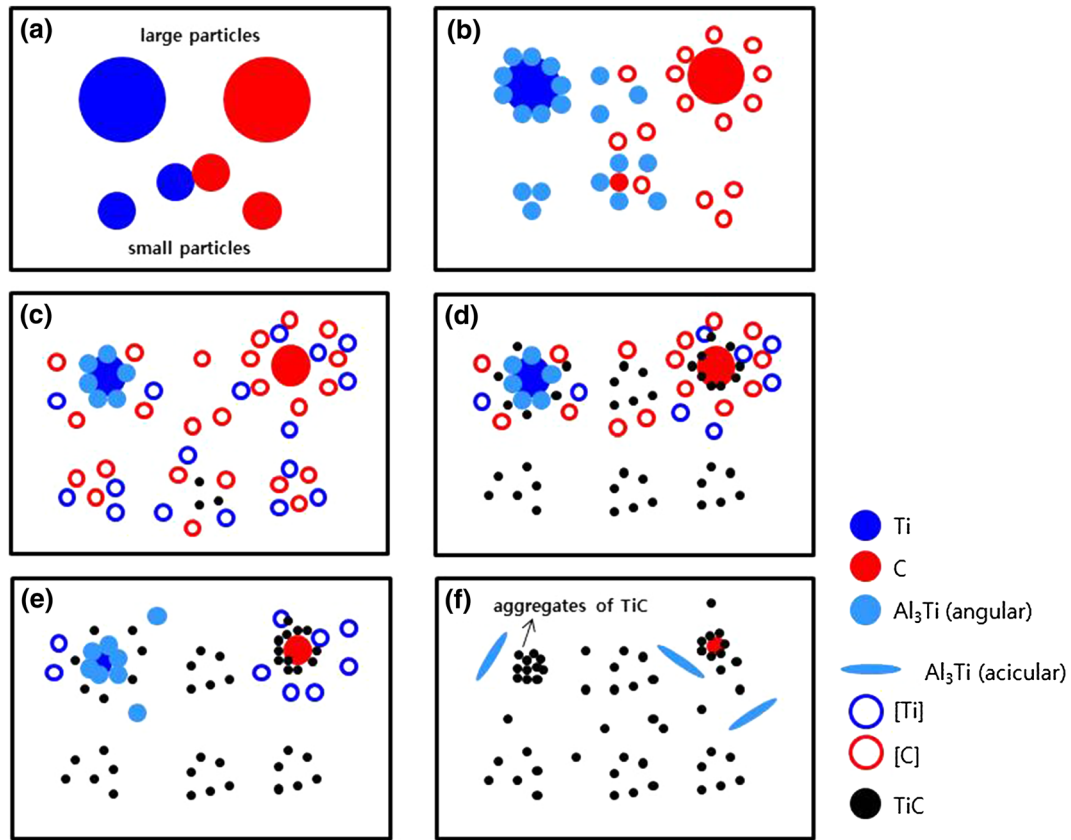 (a)
large particles
small particles
(b)
(c)
(d)
(e)
(f)
aggregates of TiC
Ti
C
Al₃Ti (angular)
Al₃Ti (acicular)
[Ti]
[C]
TiC